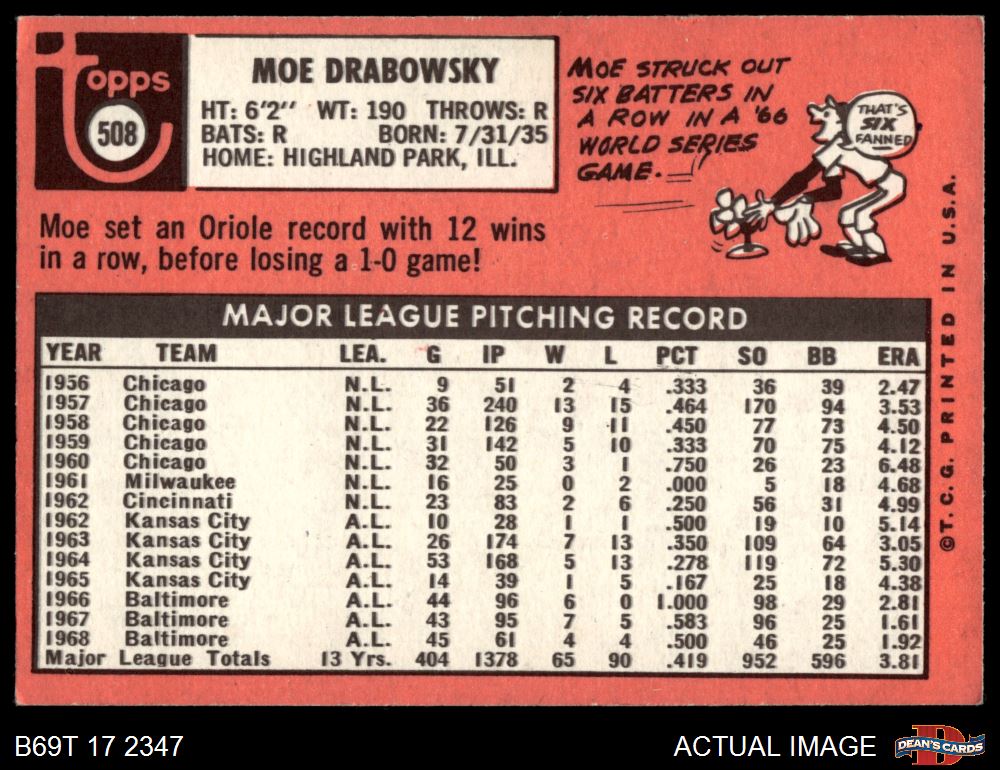 Topps
508
MOE DRABOWSKY
HT: 6'2" WT: 190 THROWS: R
BATS: R BORN: 7/31/35
HOME: HIGHLAND PARK, ILL.
MOE STRUCK OUT
SIX BATTERS IN
A ROW IN A '66
WORLD SERIES
GAME.
THAT'S
SIX
FANNED
Moe set an Oriole record with 12 wins
in a row, before losing a 1-0 game!
MAJOR LEAGUE PITCHING RECORD
YEAR TEAM LEA. G IP W L PCT SO BB ERA
1956 Chicago N.L. 9 51 2 4 .333 36 39 2.47
1957 Chicago N.L. 36 240 13 15 .464 170 94 3.53
1958 Chicago N.L. 22 126 9 11 .450 77 73 4.50
1959 Chicago N.L. 31 142 5 10 .333 70 75 4.12
1960 Chicago N.L. 32 50 3 1 .750 26 23 6.48
1961 Milwaukee N.L. 16 25 0 2 .000 5 18 4.68
1962 Cincinnati N.L. 23 83 2 6 .250 56 31 4.99
1962 Kansas City A.L. 10 28 1 1 .500 19 10 5.14
1963 Kansas City A.L. 26 174 7 13 .350 109 64 3.05
1964 Kansas City A.L. 53 168 5 13 .278 119 72 5.30
1965 Kansas City A.L. 14 39 1 5 .167 25 18 4.38
1966 Baltimore A.L. 44 96 6 0 1.000 98 29 2.81
1967 Baltimore A.L. 43 95 7 5 .583 96 25 1.61
1968 Baltimore A.L. 45 61 4 4 .500 46 25 1.92
Major League Totals 13 Yrs. 404 1378 65 90 .419 952 596 3.81
©T.C.G. PRINTED IN U.S.A.
B69T 17 2347
ACTUAL IMAGE
DEAN'S CARDS